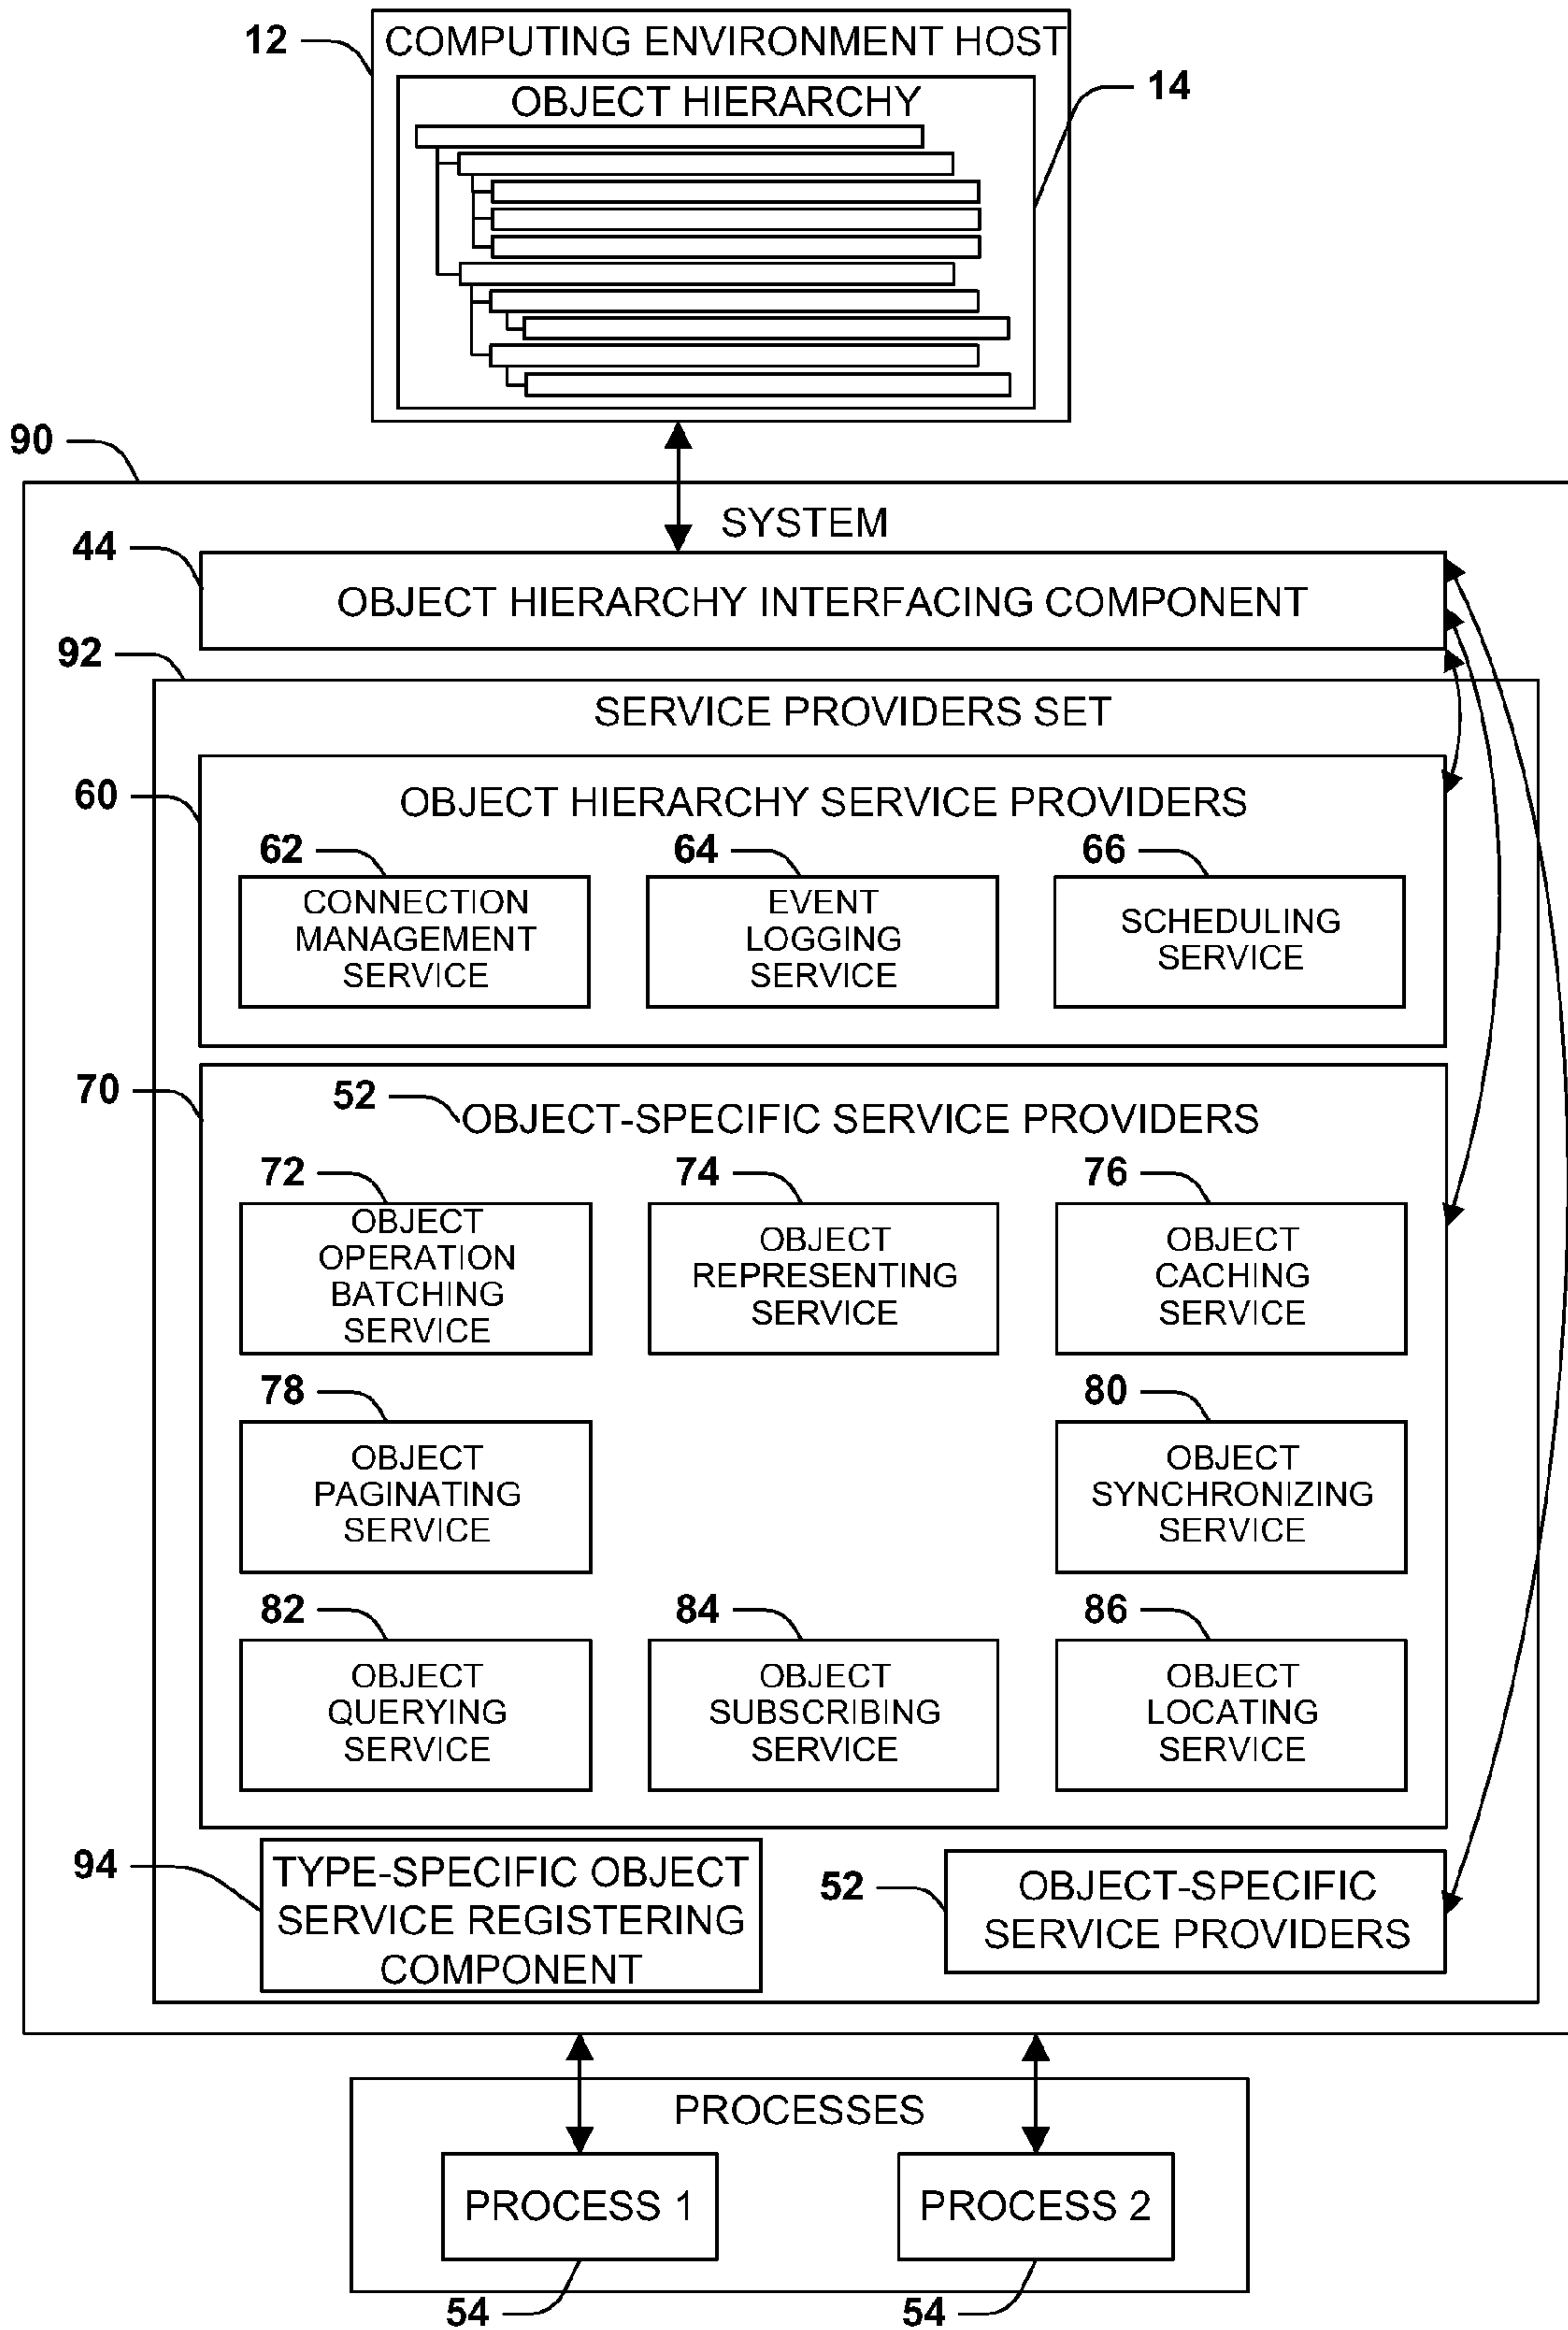 12
COMPUTING ENVIRONMENT HOST
14
OBJECT HIERARCHY
90
SYSTEM
44
OBJECT HIERARCHY INTERFACING COMPONENT
92
SERVICE PROVIDERS SET
60
OBJECT HIERARCHY SERVICE PROVIDERS
62
CONNECTION
MANAGEMENT
SERVICE
64
EVENT
LOGGING
SERVICE
66
SCHEDULING
SERVICE
70
52
OBJECT-SPECIFIC SERVICE PROVIDERS
72
OBJECT
OPERATION
BATCHING
SERVICE
74
OBJECT
REPRESENTING
SERVICE
76
OBJECT
CACHING
SERVICE
78
OBJECT
PAGINATING
SERVICE
80
OBJECT
SYNCHRONIZING
SERVICE
82
OBJECT
QUERYING
SERVICE
84
OBJECT
SUBSCRIBING
SERVICE
86
OBJECT
LOCATING
SERVICE
94
TYPE-SPECIFIC OBJECT
SERVICE REGISTERING
COMPONENT
52
OBJECT-SPECIFIC
SERVICE PROVIDERS
PROCESSES
PROCESS 1
PROCESS 2
54
54